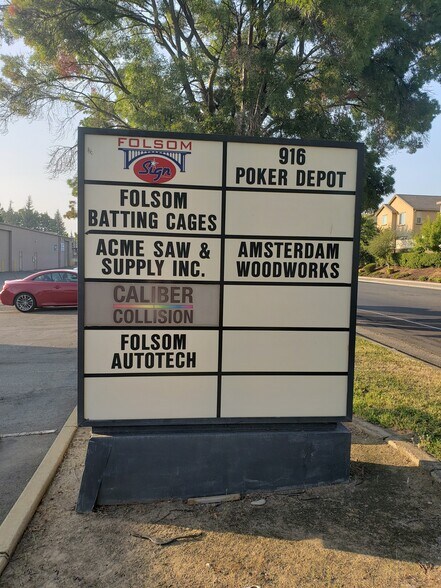 FOLSOM
Sign
FOLSOM
BATTING CAGES
ACME SAW &
SUPPLY INC.
CALIBER
COLLISION
FOLSOM
AUTOTECH
916
POKER DEPOT
AMSTERDAM
WOODWORKS